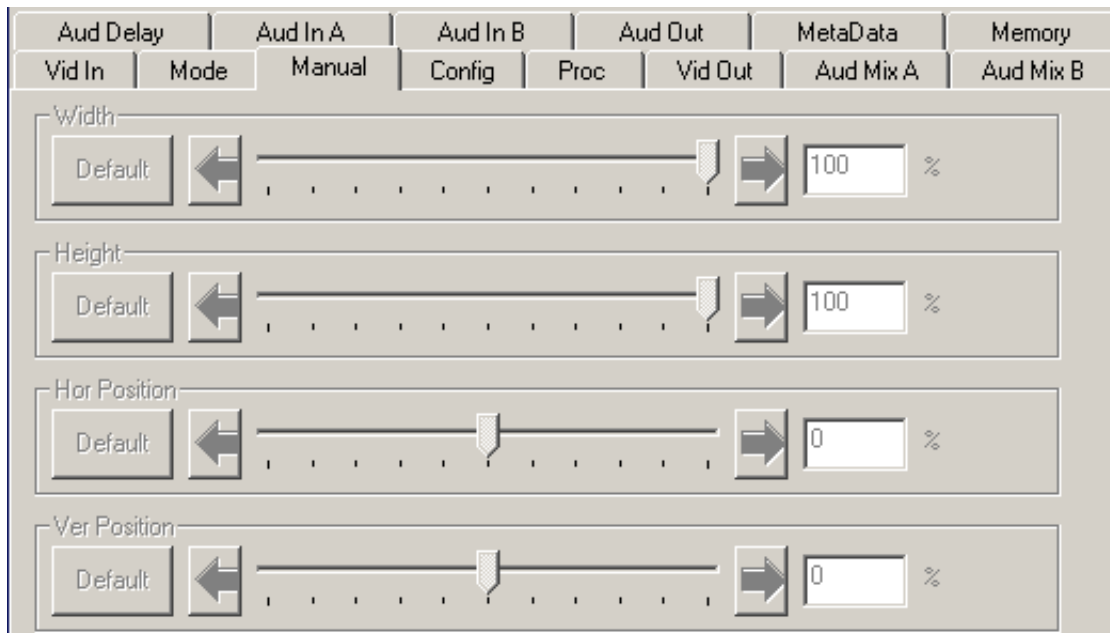 Aud Delay Aud In A Aud In B Aud Out MetaData Memory
Vid In Mode Manual Config Proc Vid Out Aud Mix A Aud Mix B
Width
Default 100 %
Height
Default 100 %
Hor Position
Default 0 %
Ver Position
Default 0 %